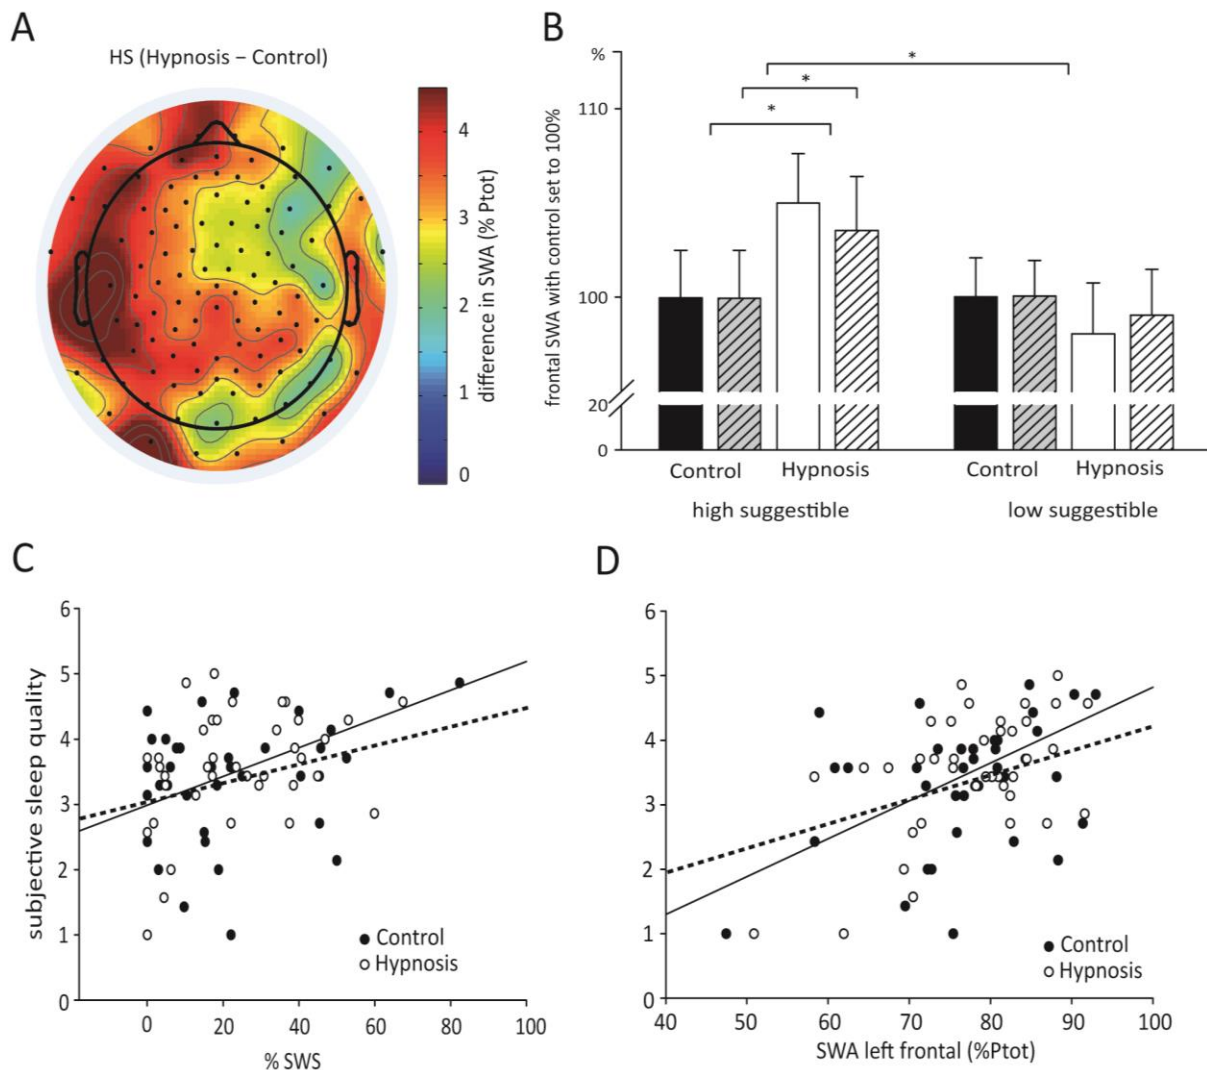 A
HS (Hypnosis – Control)
4
3
2
1
0
difference in SWA (% Ptot)
B
%
110
100
20
0
frontal SWA with control set to 100%
*
*
*
Control
Hypnosis
Control
Hypnosis
high suggestible
low suggestible
C
6
5
4
3
2
1
0
subjective sleep quality
Control
Hypnosis
0
20
40
60
80
100
% SWS
D
6
5
4
3
2
1
0
Control
Hypnosis
40
50
60
70
80
90
100
SWA left frontal (%Ptot)